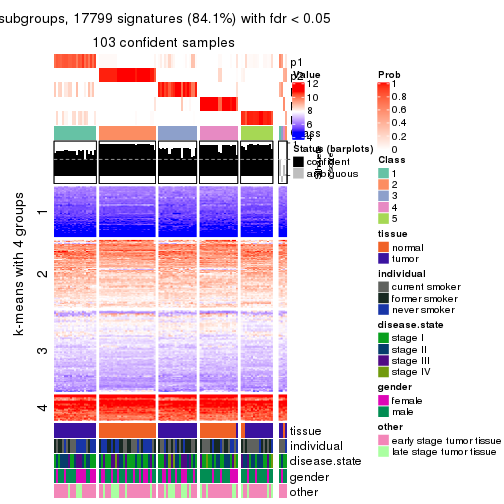 subgroups, 17799 signatures (84.1%) with fdr < 0.05
103 confident samples
p1
p2
k-means with 4 groups
1
2
3
4
tissue
individual
disease.state
gender
other
Value
12
10
8
6
4
Status (barplots)
confident
ambiguous
Prob
1
0.8
0.6
0.4
0.2
0
Class
1
2
3
4
5
tissue
normal
tumor
individual
current smoker
former smoker
never smoker
disease.state
stage I
stage II
stage III
stage IV
gender
female
male
other
early stage tumor tissue
late stage tumor tissue